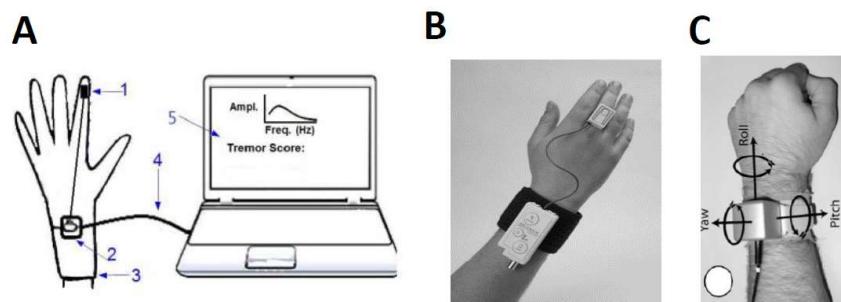 A
B
C
1
5
Ampl.
Freq. (Hz)
Tremor Score:
4
2
3
Roll
Yaw
Pitch